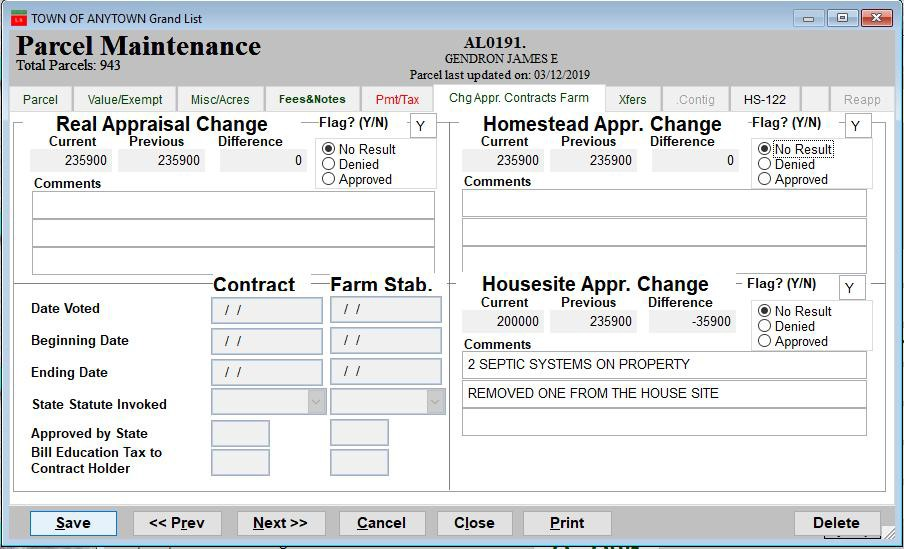 TOWN OF ANYTOWN Grand List
Parcel Maintenance
Total Parcels: 943
AL0191.
GENDRON JAMES E
Parcel last updated on: 03/12/2019
Parcel Value/Exempt Misc/Acres Fees&Notes Pmt/Tax Chg Appr. Contracts Farm Xfers .Contig HS-122 Reapp
Real Appraisal Change Flag? (Y/N) Y
Current Previous Difference
235900 235900 0
No Result
Denied
Approved
Comments
Homestead Appr. Change Flag? (Y/N) Y
Current Previous Difference
235900 235900 0
No Result
Denied
Approved
Comments
Contract Farm Stab.
Date Voted / / / /
Beginning Date / / / /
Ending Date / / / /
State Statute Invoked
Approved by State
Bill Education Tax to
Contract Holder
Housesite Appr. Change Flag? (Y/N) Y
Current Previous Difference
200000 235900 -35900
No Result
Denied
Approved
Comments
2 SEPTIC SYSTEMS ON PROPERTY
REMOVED ONE FROM THE HOUSE SITE
Save << Prev Next >> Cancel Close Print Delete